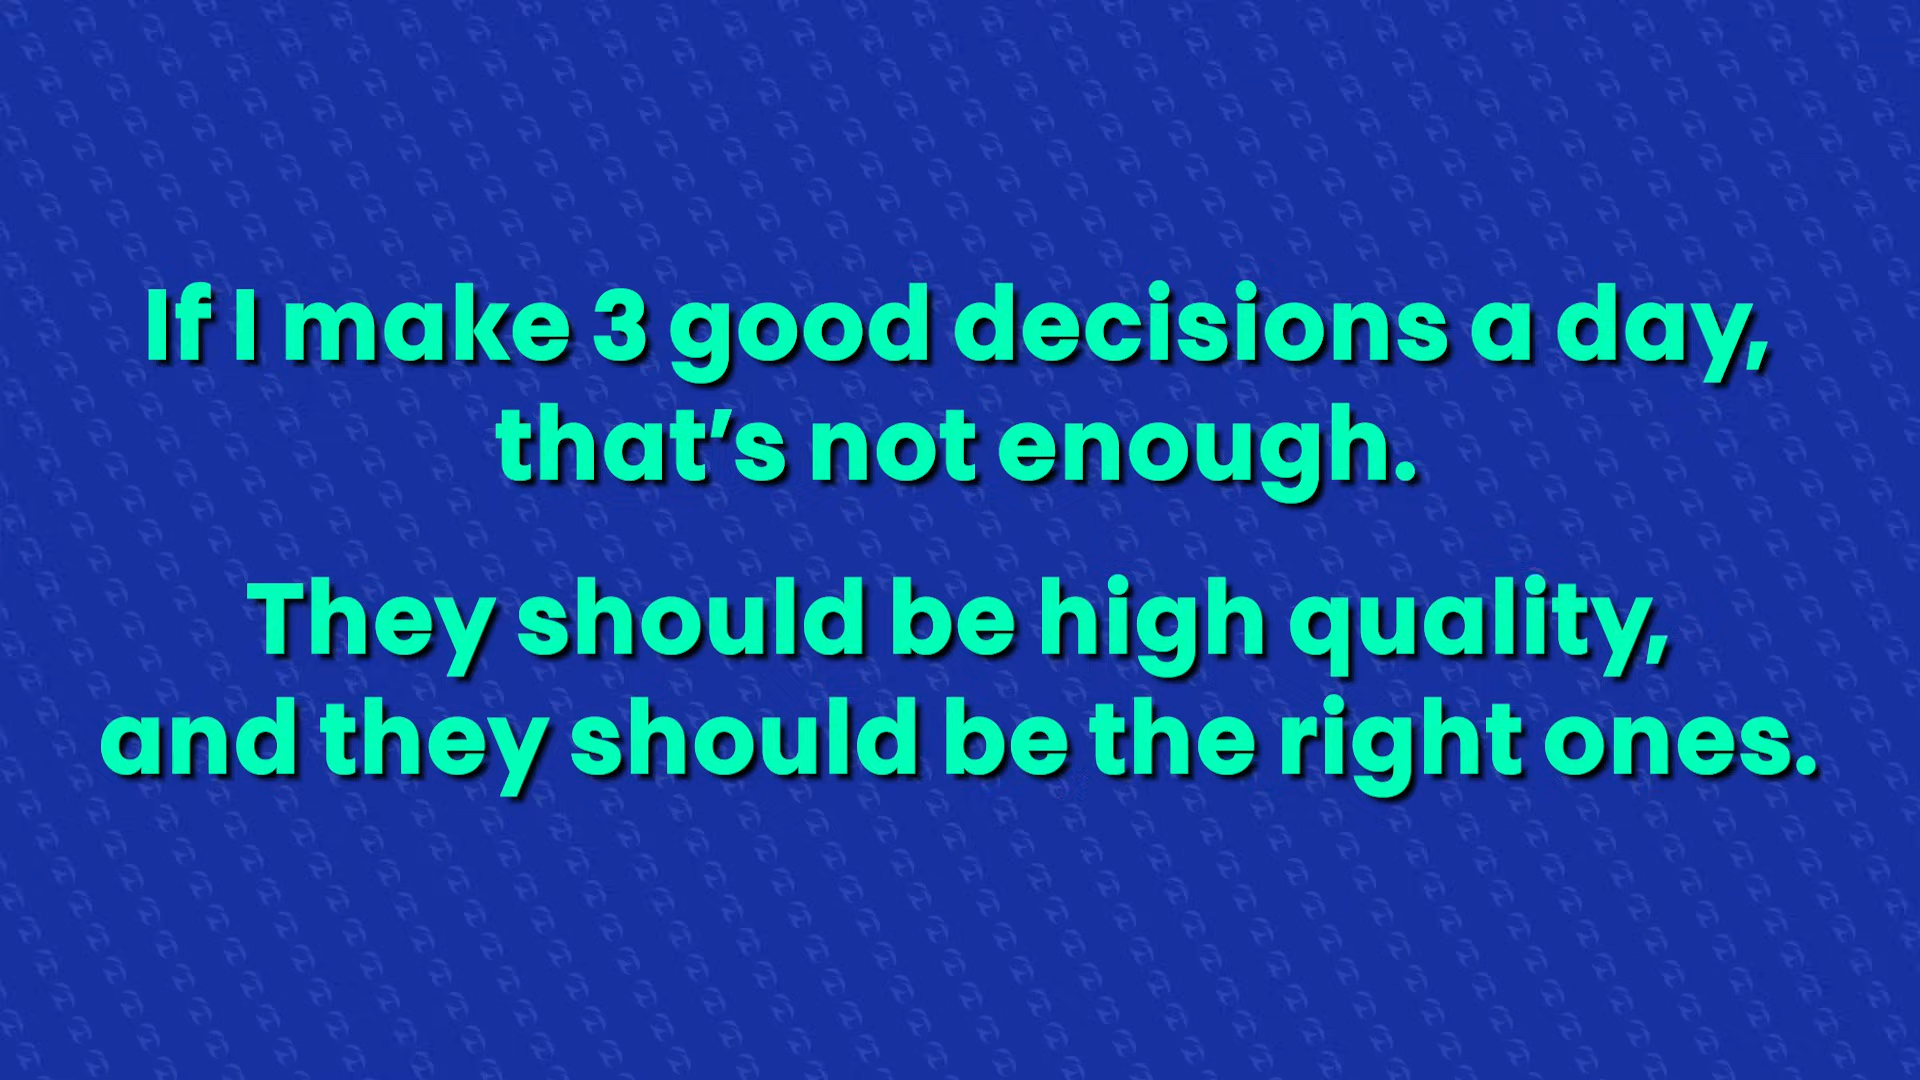 If I make 3 good decisions a day,
that’s not enough.
They should be high quality,
and they should be the right ones.